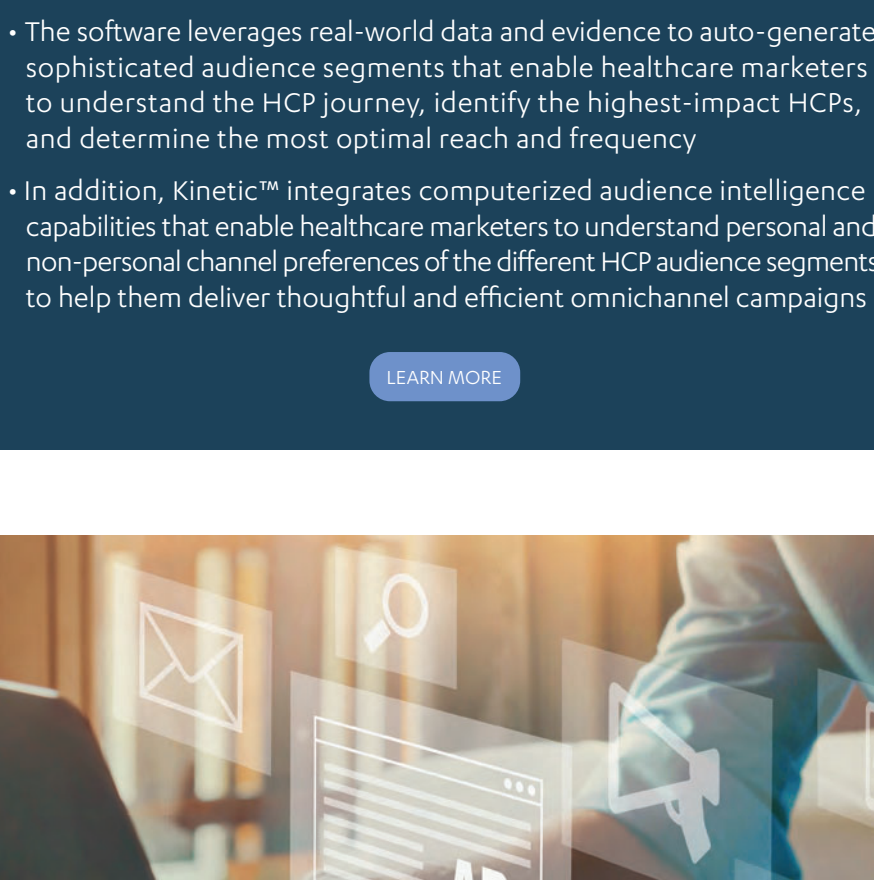 • The software leverages real-world data and evidence to auto-generate
sophisticated audience segments that enable healthcare marketers
to understand the HCP journey, identify the highest-impact HCPs,
and determine the most optimal reach and frequency
• In addition, Kinetic™ integrates computerized audience intelligence
capabilities that enable healthcare marketers to understand personal and
non-personal channel preferences of the different HCP audience segments
to help them deliver thoughtful and efficient omnichannel campaigns
LEARN MORE
AD